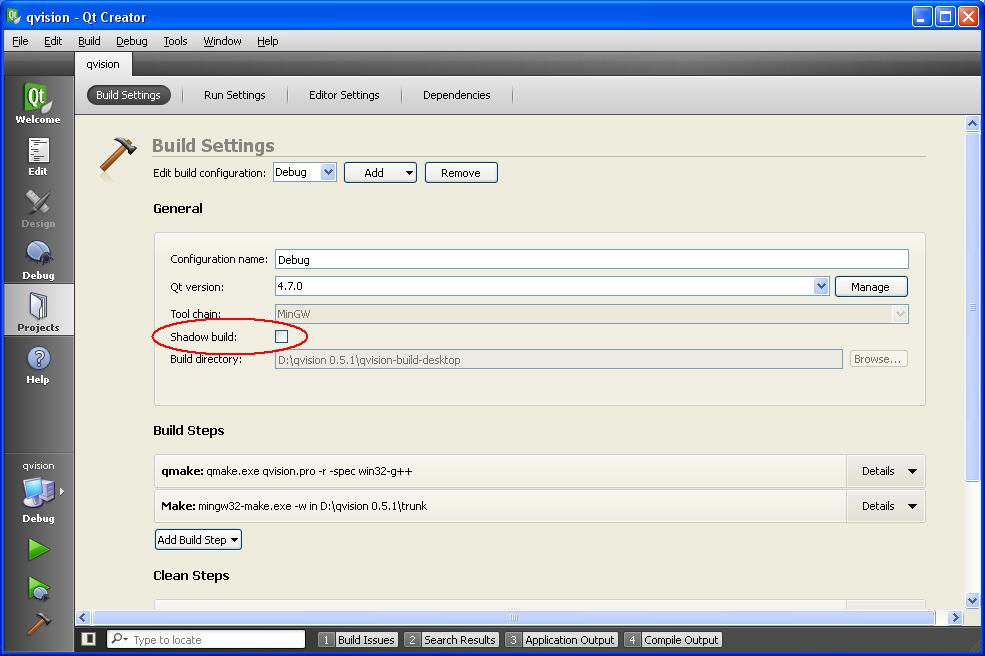 qvision - Qt Creator
File Edit Build Debug Tools Window Help
qvision
Build Settings Run Settings Editor Settings Dependencies
Qt
Welcome
Edit
Design
Debug
Projects
Help
qvision
Debug
Build Settings
Edit build configuration: Debug Add Remove
General
Configuration name: Debug
Qt version: 4.7.0 Manage
Tool chain: MinGW
Shadow build:
Build directory: D:\qvision 0.5.1\qvision-build-desktop Browse...
Build Steps
qmake: qmake.exe qvision.pro -r -spec win32-g++ Details
Make: mingw32-make.exe -w in D:\qvision 0.5.1\trunk Details
Add Build Step
Clean Steps
Type to locate 1 Build Issues 2 Search Results 3 Application Output 4 Compile Output